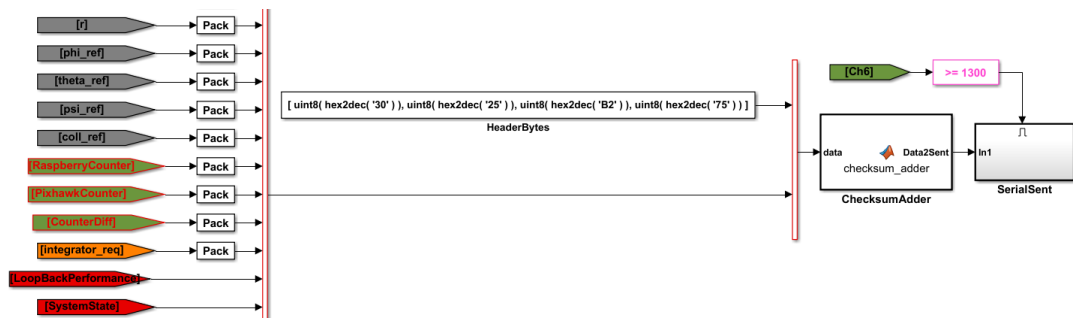 [r]
Pack
[phi_ref]
Pack
[theta_ref]
Pack
[psi_ref]
Pack
[coll_ref]
Pack
[RaspberryCounter]
Pack
[PixhawkCounter]
Pack
[CounterDiff]
Pack
[integrator_req]
Pack
[LoopBackPerformance]
[SystemState]
[ uint8( hex2dec( '30' ) ), uint8( hex2dec( '25' ) ), uint8( hex2dec( 'B2' ) ), uint8( hex2dec( '75' ) ) ]
HeaderBytes
[Ch6]
>= 1300
data
Data2Sent
checksum_adder
ChecksumAdder
In1
SerialSent